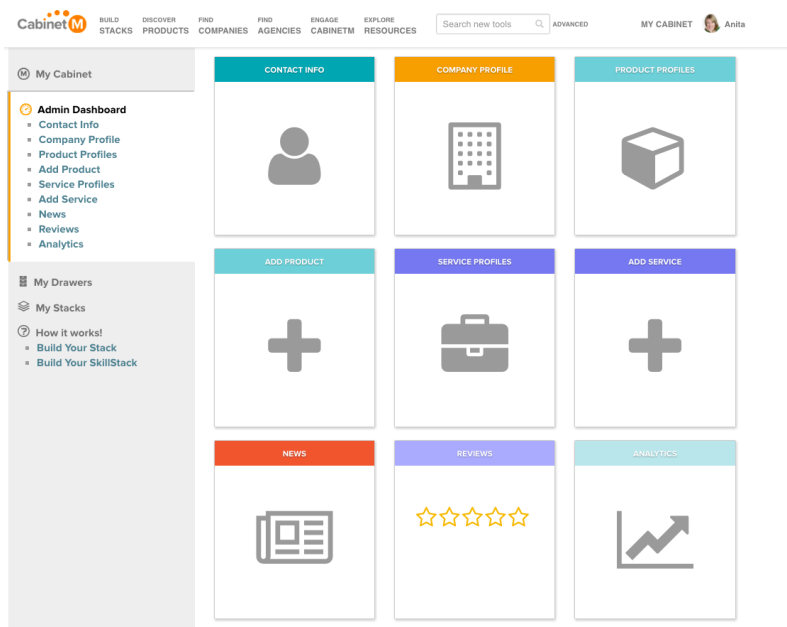 Cabinet M
BUILD
STACKS
DISCOVER
PRODUCTS
FIND
COMPANIES
FIND
AGENCIES
ENGAGE
CABINETM
EXPLORE
RESOURCES
Search new tools
ADVANCED
MY CABINET
Anita
M My Cabinet
Admin Dashboard
Contact Info
Company Profile
Product Profiles
Add Product
Service Profiles
Add Service
News
Reviews
Analytics
My Drawers
My Stacks
? How it works!
Build Your Stack
Build Your SkillStack
CONTACT INFO
COMPANY PROFILE
PRODUCT PROFILES
ADD PRODUCT
SERVICE PROFILES
ADD SERVICE
NEWS
REVIEWS
ANALYTICS